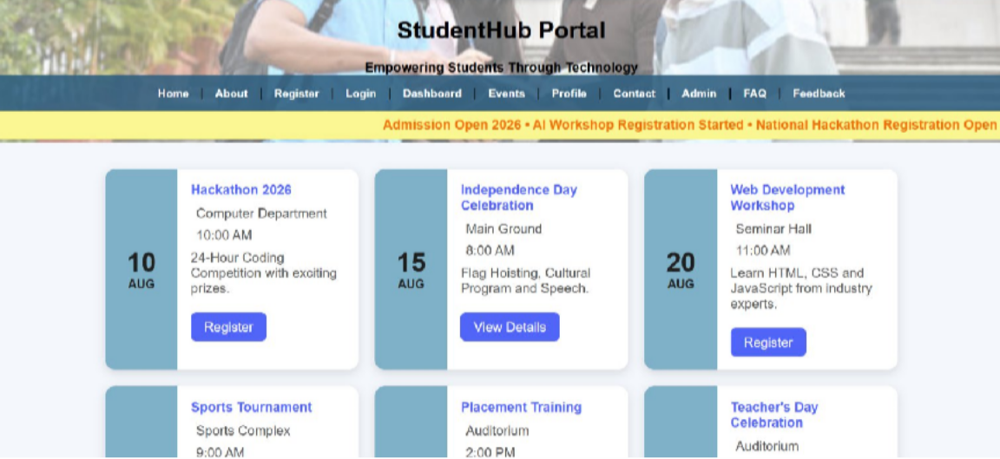 StudentHub Portal
Empowering Students Through Technology
Home | About | Register | Login | Dashboard | Events | Profile | Contact | Admin | FAQ | Feedback
Admission Open 2026 • AI Workshop Registration Started • National Hackathon Registration Open
10
AUG
Hackathon 2026
Computer Department
10:00 AM
24-Hour Coding
Competition with exciting
prizes.
Register
15
AUG
Independence Day
Celebration
Main Ground
8:00 AM
Flag Hoisting, Cultural
Program and Speech.
View Details
20
AUG
Web Development
Workshop
Seminar Hall
11:00 AM
Learn HTML, CSS and
JavaScript from industry
experts.
Register
Sports Tournament
Sports Complex
9:00 AM
Placement Training
Auditorium
2:00 PM
Teacher's Day
Celebration
Auditorium